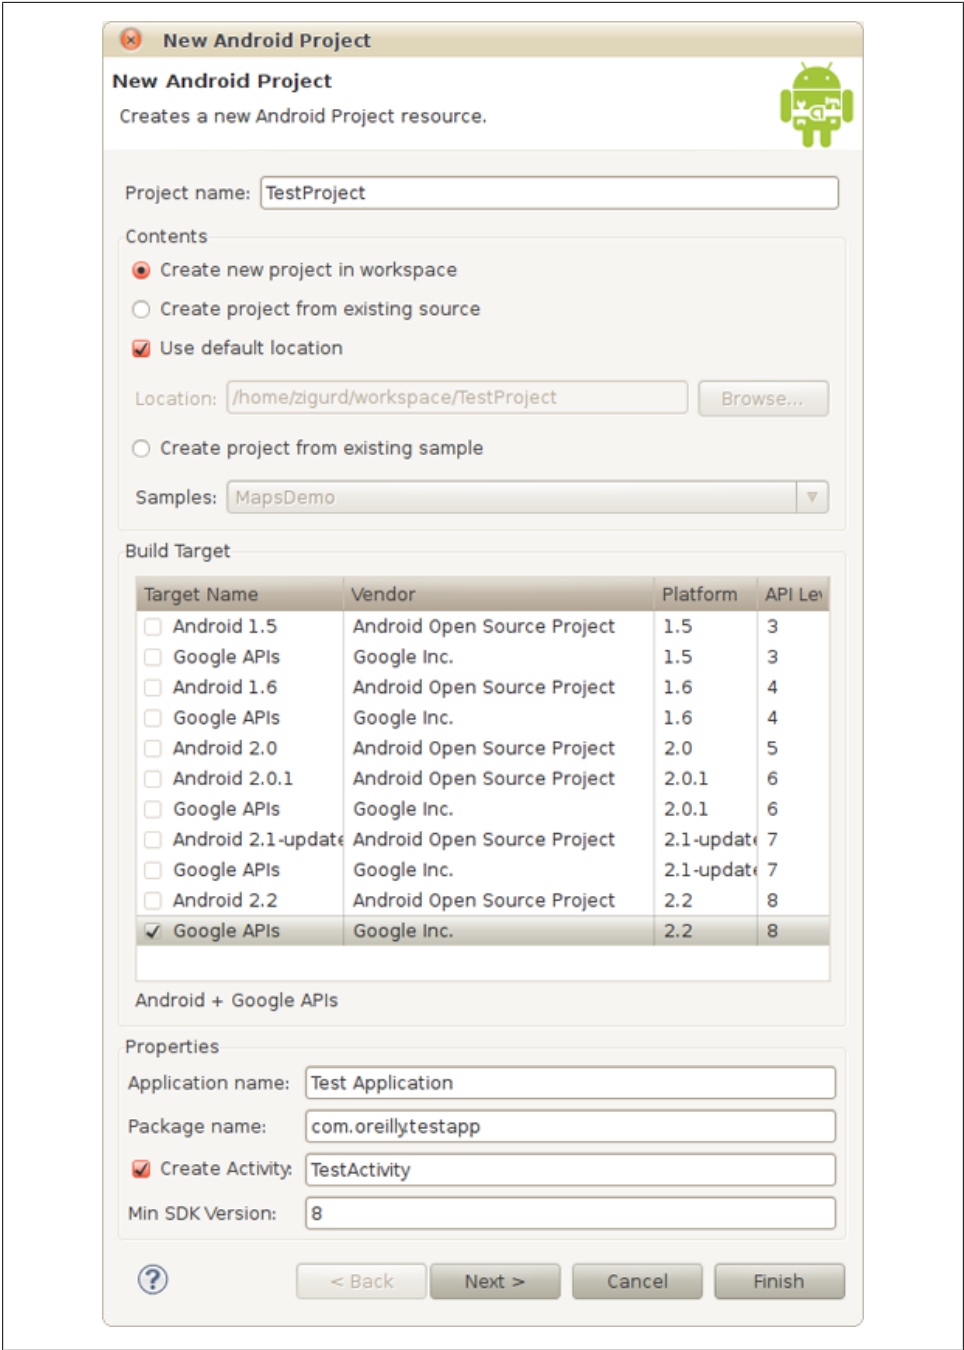 New Android Project
New Android Project
Creates a new Android Project resource.
Project name: TestProject
Contents
Create new project in workspace
Create project from existing source
Use default location
Location: /home/zigurd/workspace/TestProject Browse...
Create project from existing sample
Samples: MapsDemo
Build Target
Target Name Vendor Platform API Lev
Android 1.5 Android Open Source Project 1.5 3
Google APIs Google Inc. 1.5 3
Android 1.6 Android Open Source Project 1.6 4
Google APIs Google Inc. 1.6 4
Android 2.0 Android Open Source Project 2.0 5
Android 2.0.1 Android Open Source Project 2.0.1 6
Google APIs Google Inc. 2.0.1 6
Android 2.1-update Android Open Source Project 2.1-update 7
Google APIs Google Inc. 2.1-update 7
Android 2.2 Android Open Source Project 2.2 8
Google APIs Google Inc. 2.2 8
Android + Google APIs
Properties
Application name: Test Application
Package name: com.oreilly.testapp
Create Activity: TestActivity
Min SDK Version: 8
? < Back Next > Cancel Finish